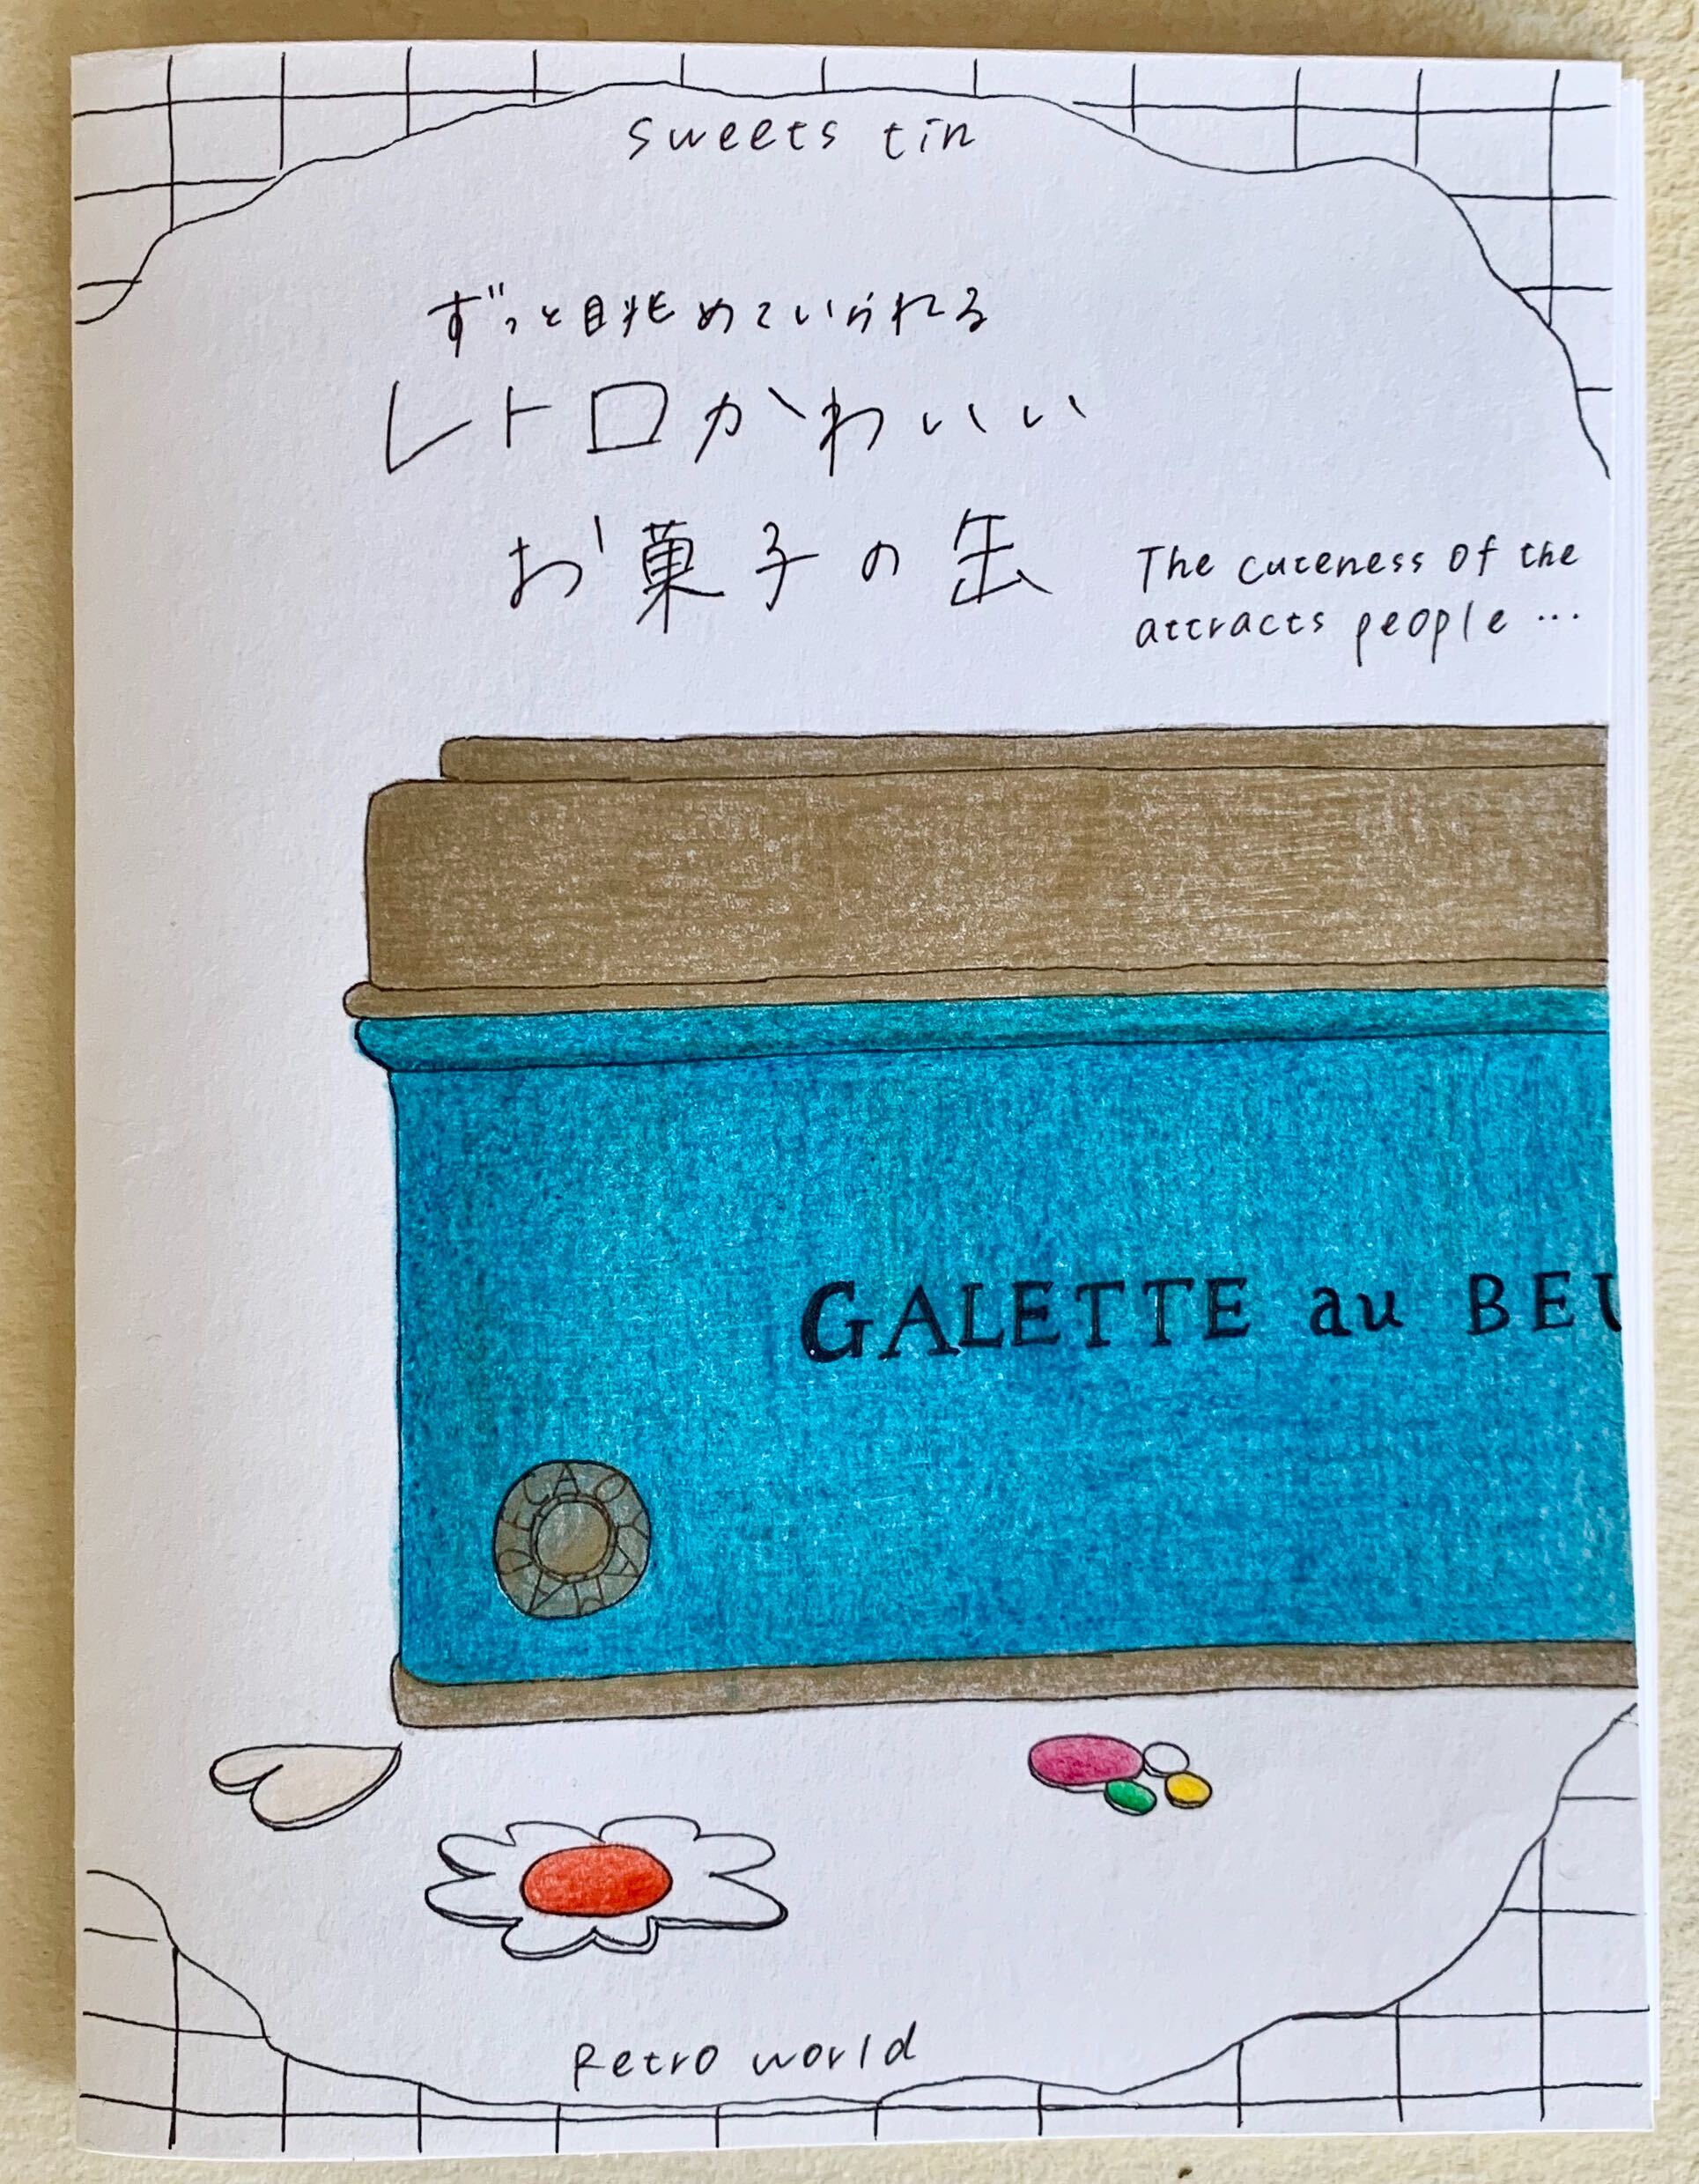 sweets tin
ずっと眺めていられる
レトロかわいい
お菓子の缶
The cuteness of the
attracts people …
GALETTE au BEU
Retro world